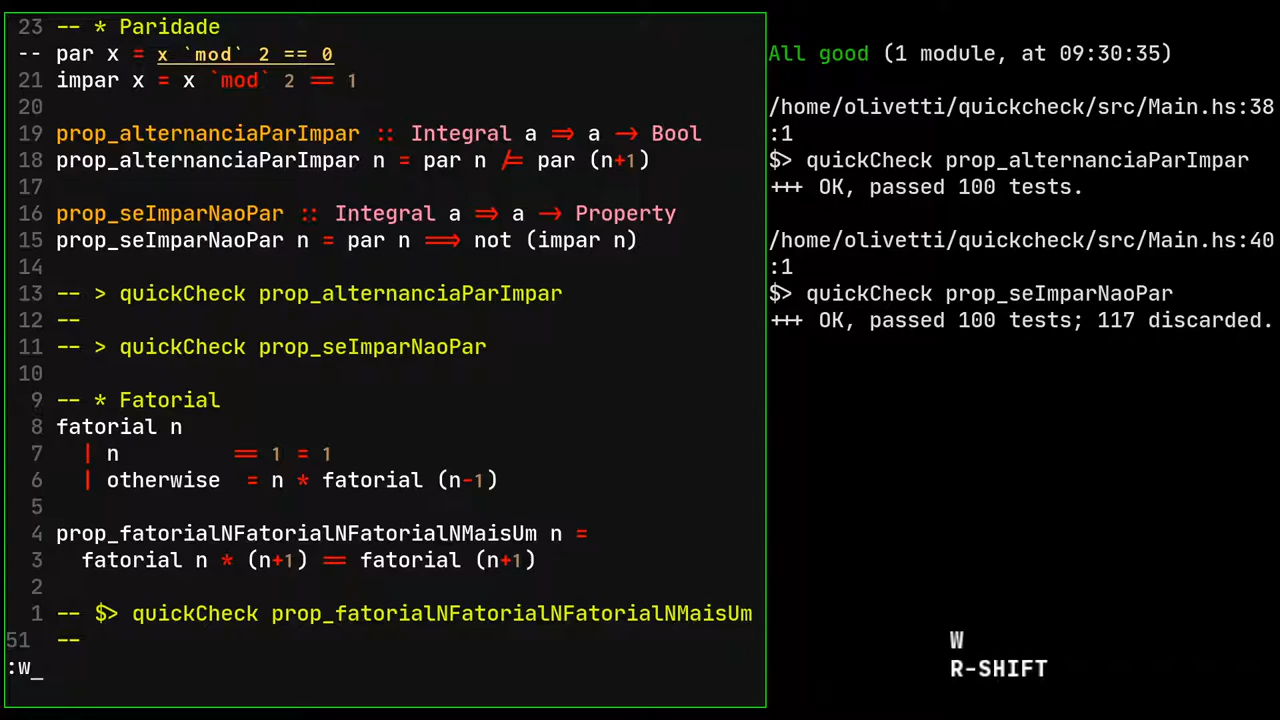 23 -- * Paridade
-- par x = x `mod` 2 == 0
21 impar x = x `mod` 2 == 1
20
19 prop_alternanciaParImpar :: Integral a => a -> Bool
18 prop_alternanciaParImpar n = par n /= par (n+1)
17
16 prop_seImparNaoPar :: Integral a => a -> Property
15 prop_seImparNaoPar n = par n ==> not (impar n)
14
13 -- > quickCheck prop_alternanciaParImpar
12 --
11 -- > quickCheck prop_seImparNaoPar
10
9 -- * Fatorial
8 fatorial n
7 | n == 1 = 1
6 | otherwise = n * fatorial (n-1)
5
4 prop_fatorialNFatorialNFatorialNMaisUm n =
3 fatorial n * (n+1) == fatorial (n+1)
2
1 -- $> quickCheck prop_fatorialNFatorialNFatorialNMaisUm
51 --
:w_
All good (1 module, at 09:30:35)
/home/olivetti/quickcheck/src/Main.hs:38
:1
$> quickCheck prop_alternanciaParImpar
+++ OK, passed 100 tests.
/home/olivetti/quickcheck/src/Main.hs:40
:1
$> quickCheck prop_seImparNaoPar
+++ OK, passed 100 tests; 117 discarded.
W
R-SHIFT